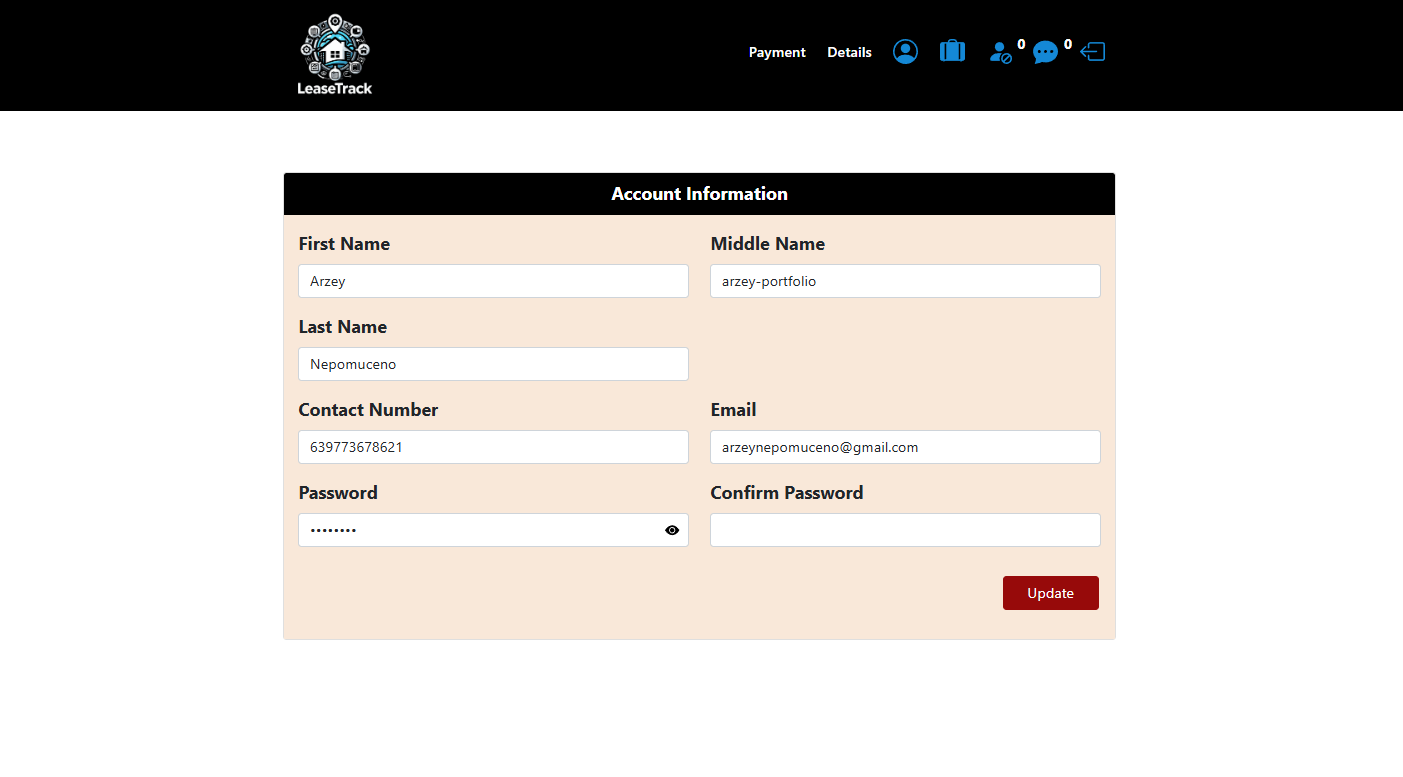 LeaseTrack
Payment Details 0 0
Account Information
First Name Middle Name
Arzey arzey-portfolio
Last Name
Nepomuceno
Contact Number Email
639773678621 arzeynepomuceno@gmail.com
Password Confirm Password
••••••••
Update